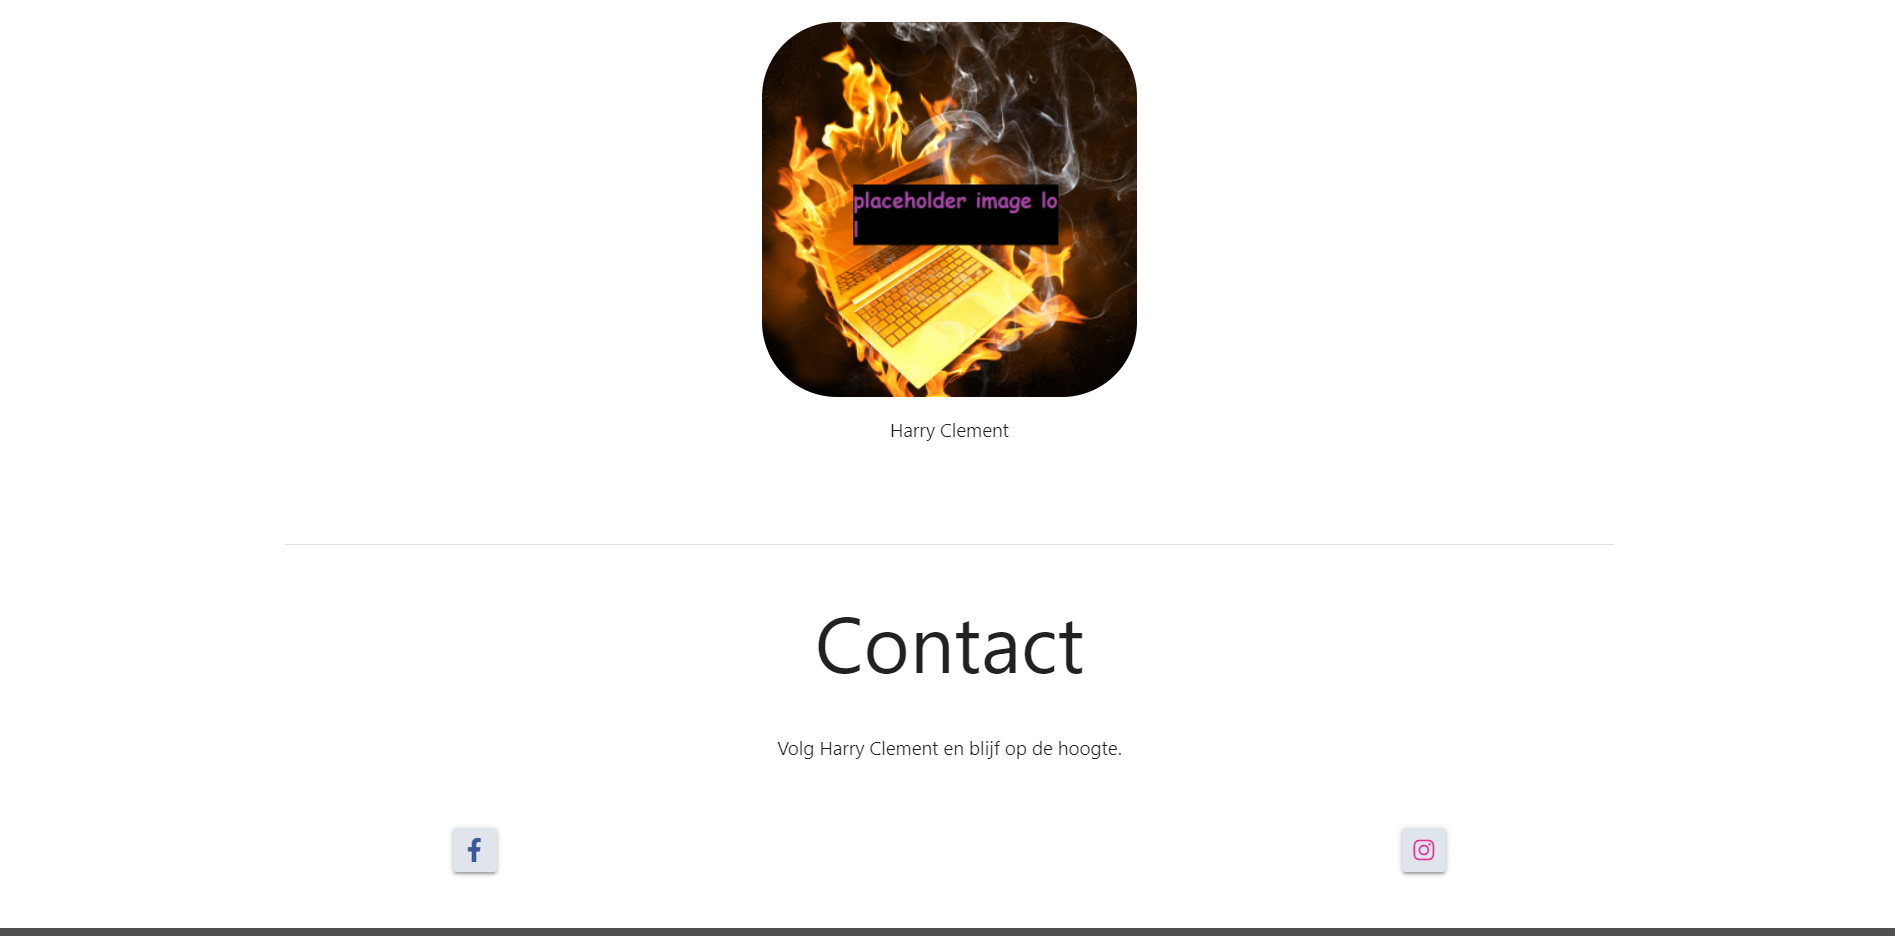 placeholder image lo
l
Harry Clement
Contact
Volg Harry Clement en blijf op de hoogte.